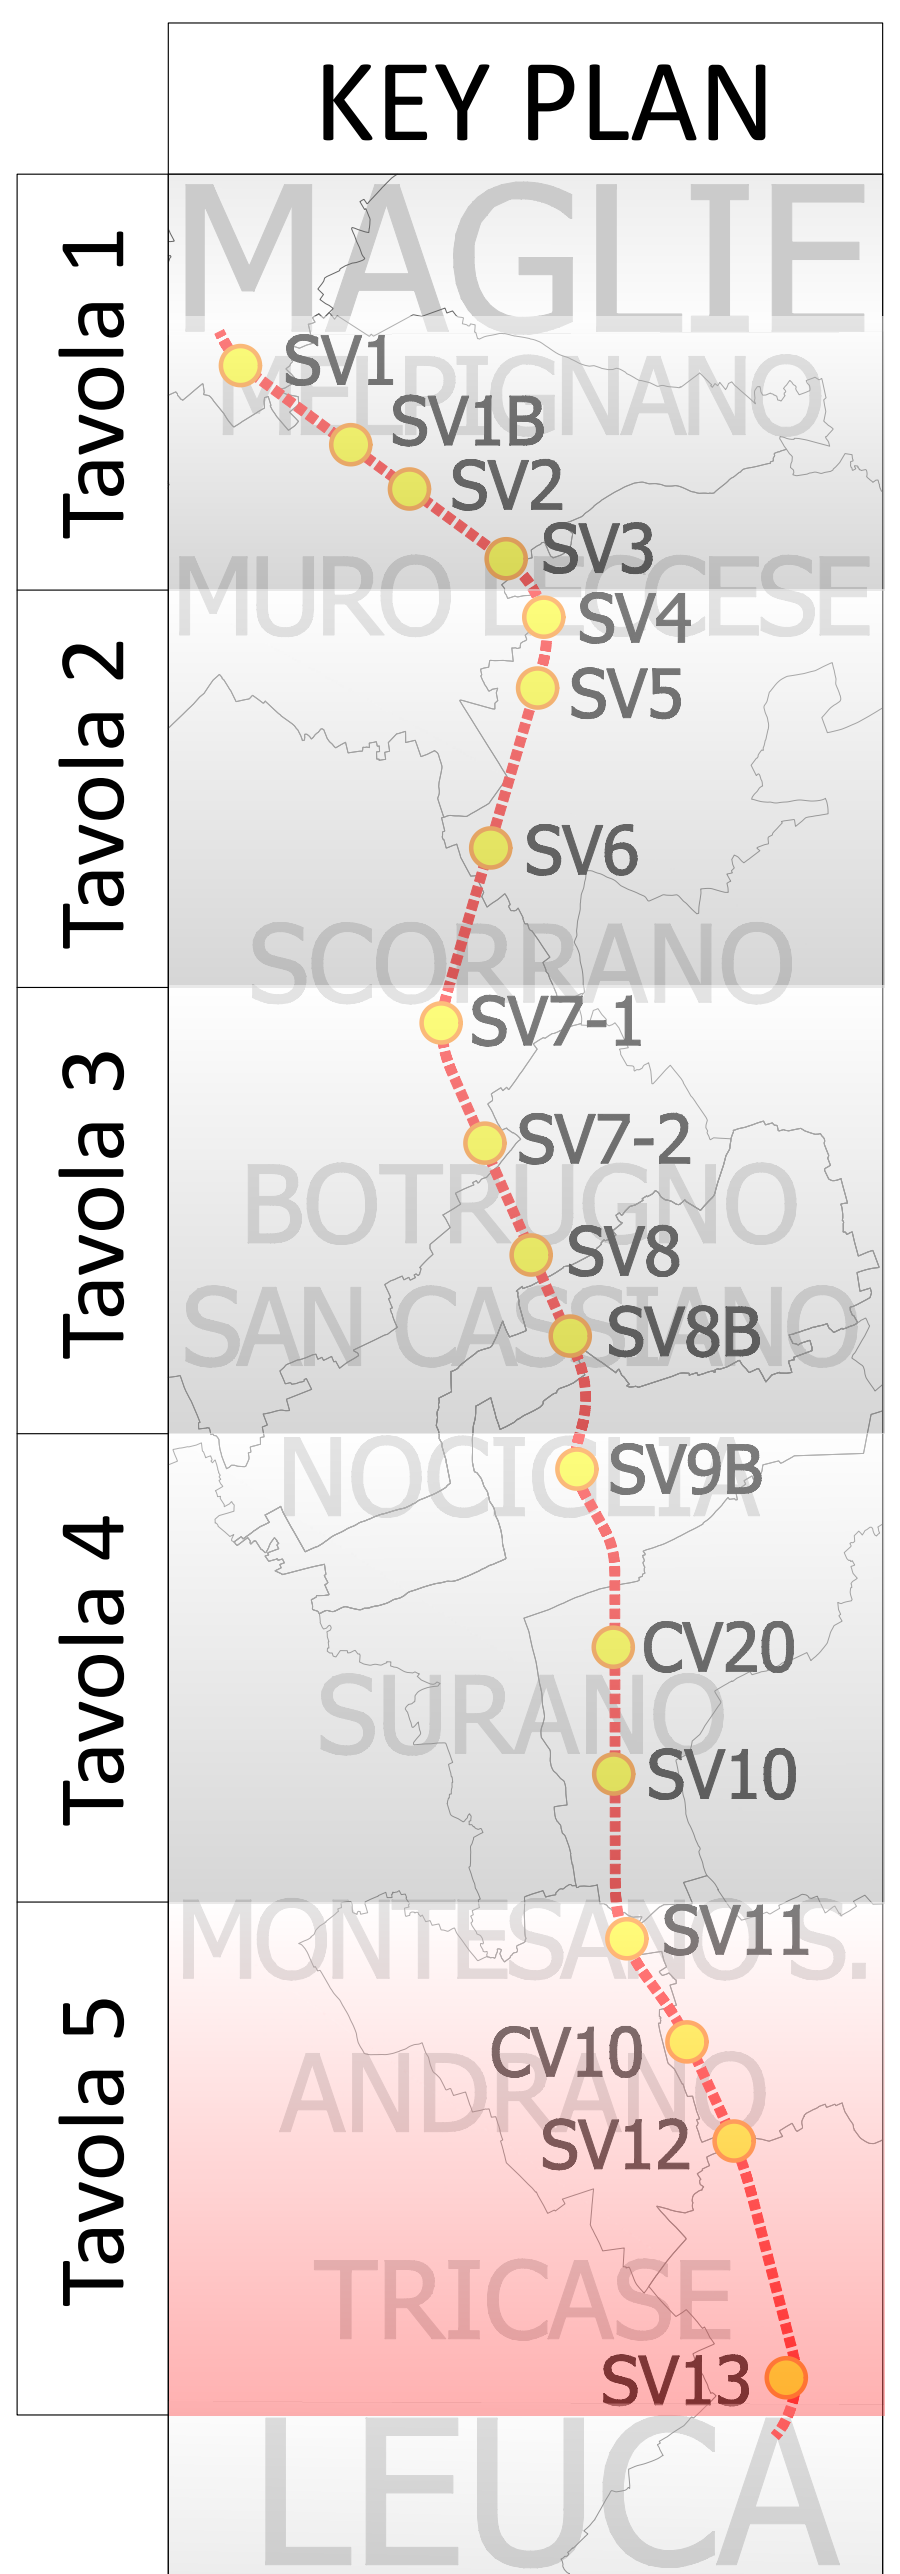 KEY PLAN
MAGLIE
Tavola 1
SV1
MELPIGNANO
SV1B
SV2
SV3
MURO LECCESE
Tavola 2
SV4
SV5
SV6
SCORRANO
Tavola 3
SV7-1
SV7-2
BOTRUGNO
SV8
SAN CASSIANO
SV8B
Tavola 4
NOCIGLIA
SV9B
CV20
SURANO
SV10
Tavola 5
MONTESANO S.
SV11
CV10
ANDRANO
SV12
TRICASE
SV13
LEUCA